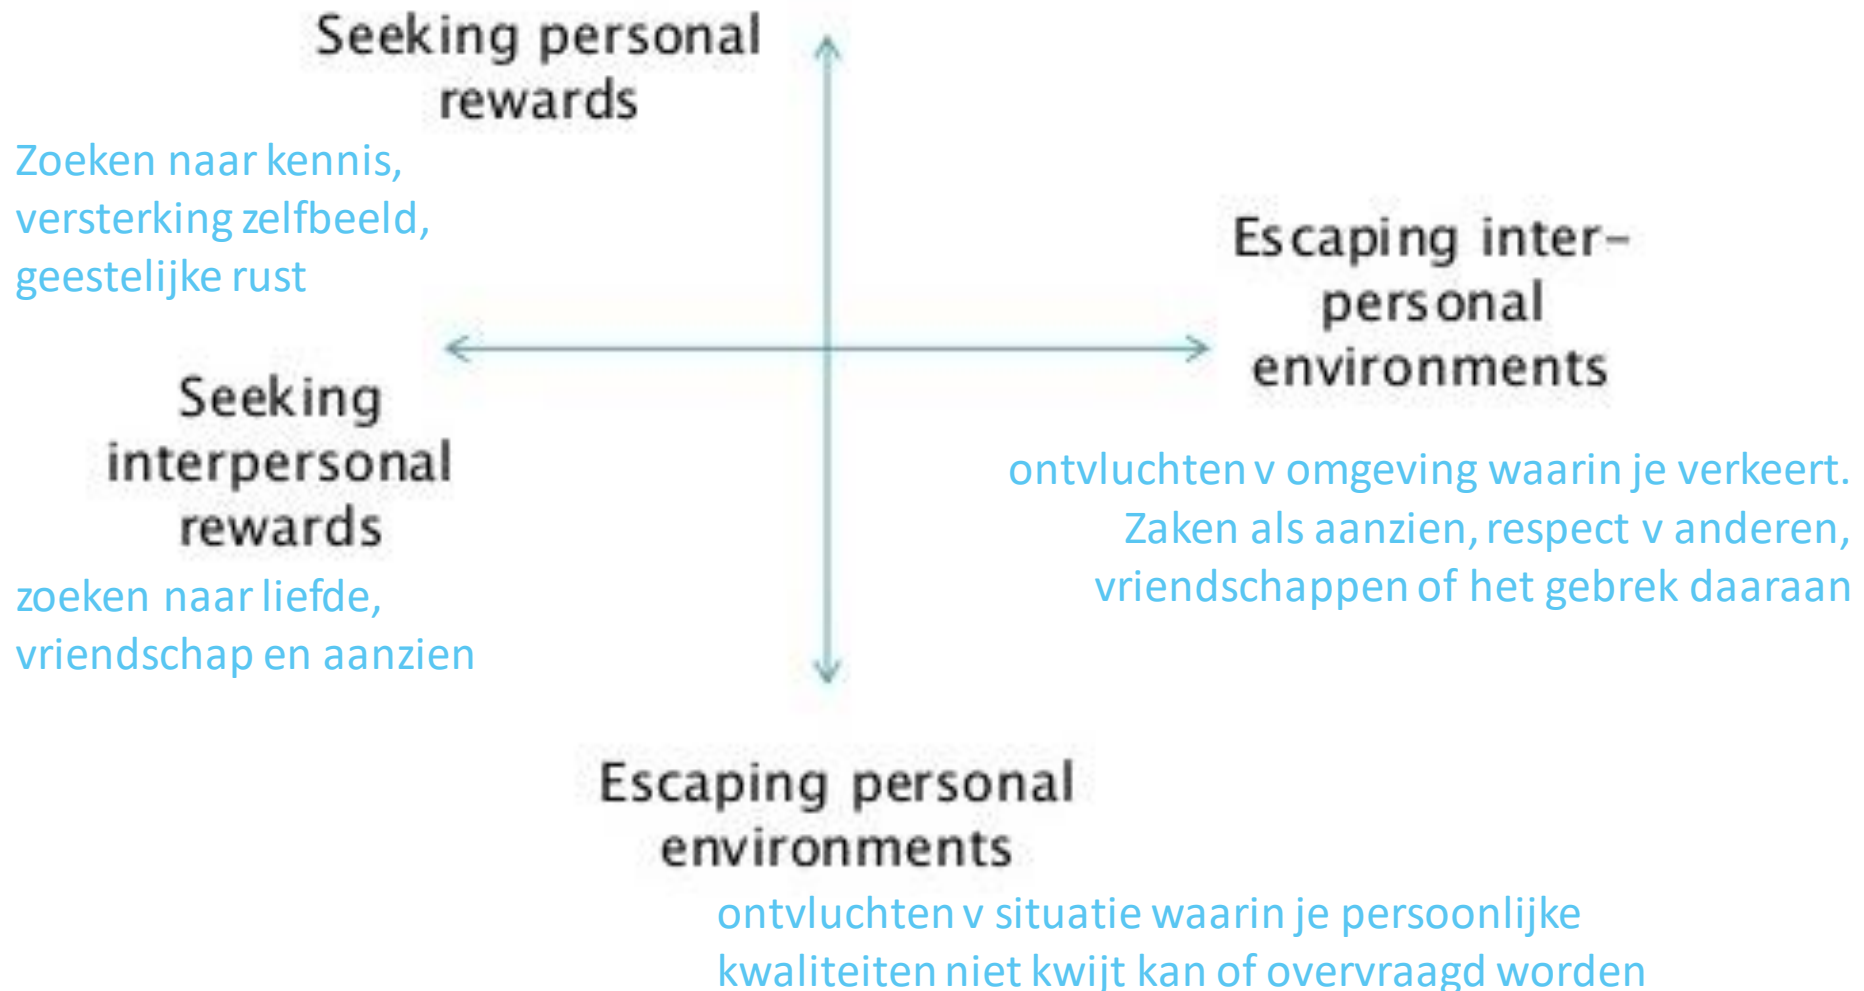 Seeking personal
rewards
Zoeken naar kennis,
versterking zelfbeeld,
geestelijke rust
Escaping inter-
personal
environments
Seeking
interpersonal
rewards
ontvluchten v omgeving waarin je verkeert.
Zaken als aanzien, respect v anderen,
vriendschappen of het gebrek daaraan
zoeken naar liefde,
vriendschap en aanzien
Escaping personal
environments
ontvluchten v situatie waarin je persoonlijke
kwaliteiten niet kwijt kan of overvraagd worden